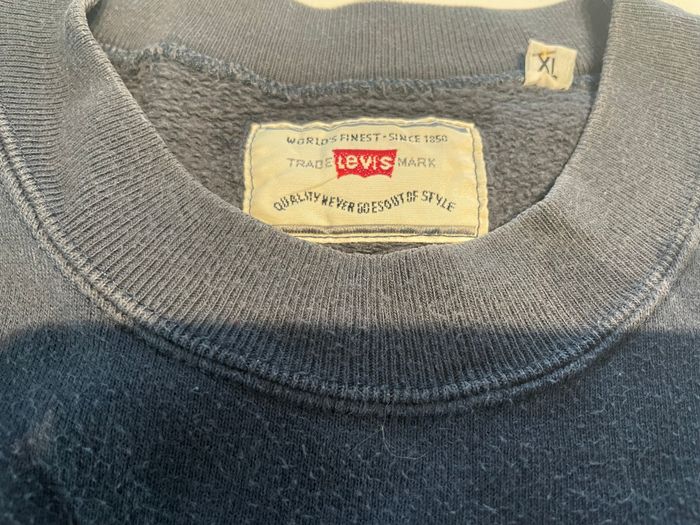 XL
WORLD'S FINEST - SINCE 1850
TRADE LEVI'S MARK
QUALITY NEVER GOES OUT OF STYLE